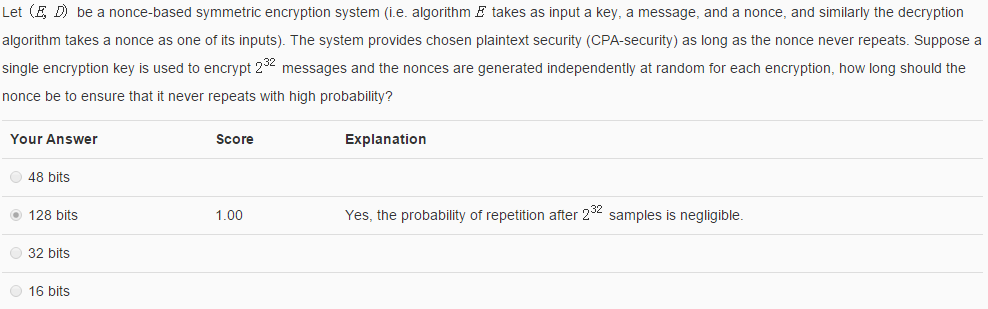 Let (E, D) be a nonce-based symmetric encryption system (i.e. algorithm E takes as input a key, a message, and a nonce, and similarly the decryption
algorithm takes a nonce as one of its inputs). The system provides chosen plaintext security (CPA-security) as long as the nonce never repeats. Suppose a
single encryption key is used to encrypt 2^32 messages and the nonces are generated independently at random for each encryption, how long should the
nonce be to ensure that it never repeats with high probability?
Your Answer Score Explanation
48 bits
128 bits 1.00 Yes, the probability of repetition after 2^32 samples is negligible.
32 bits
16 bits